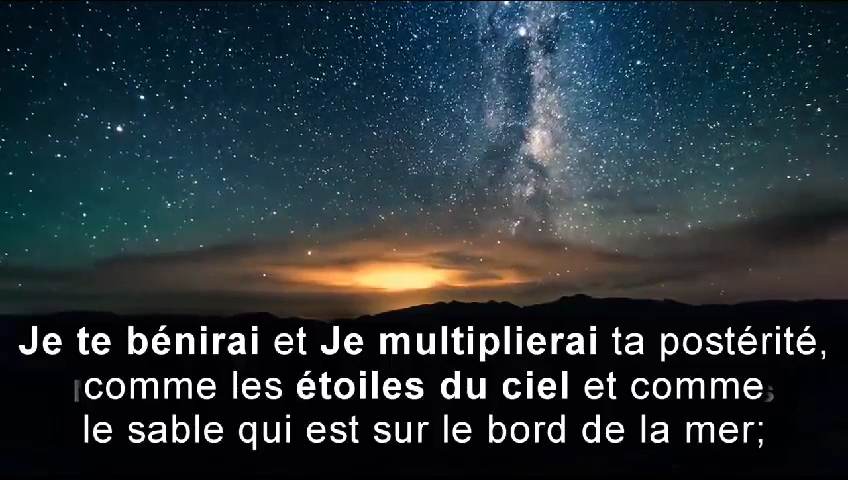 Je te bénirai et Je multiplierai ta postérité,
comme les étoiles du ciel et comme
le sable qui est sur le bord de la mer;